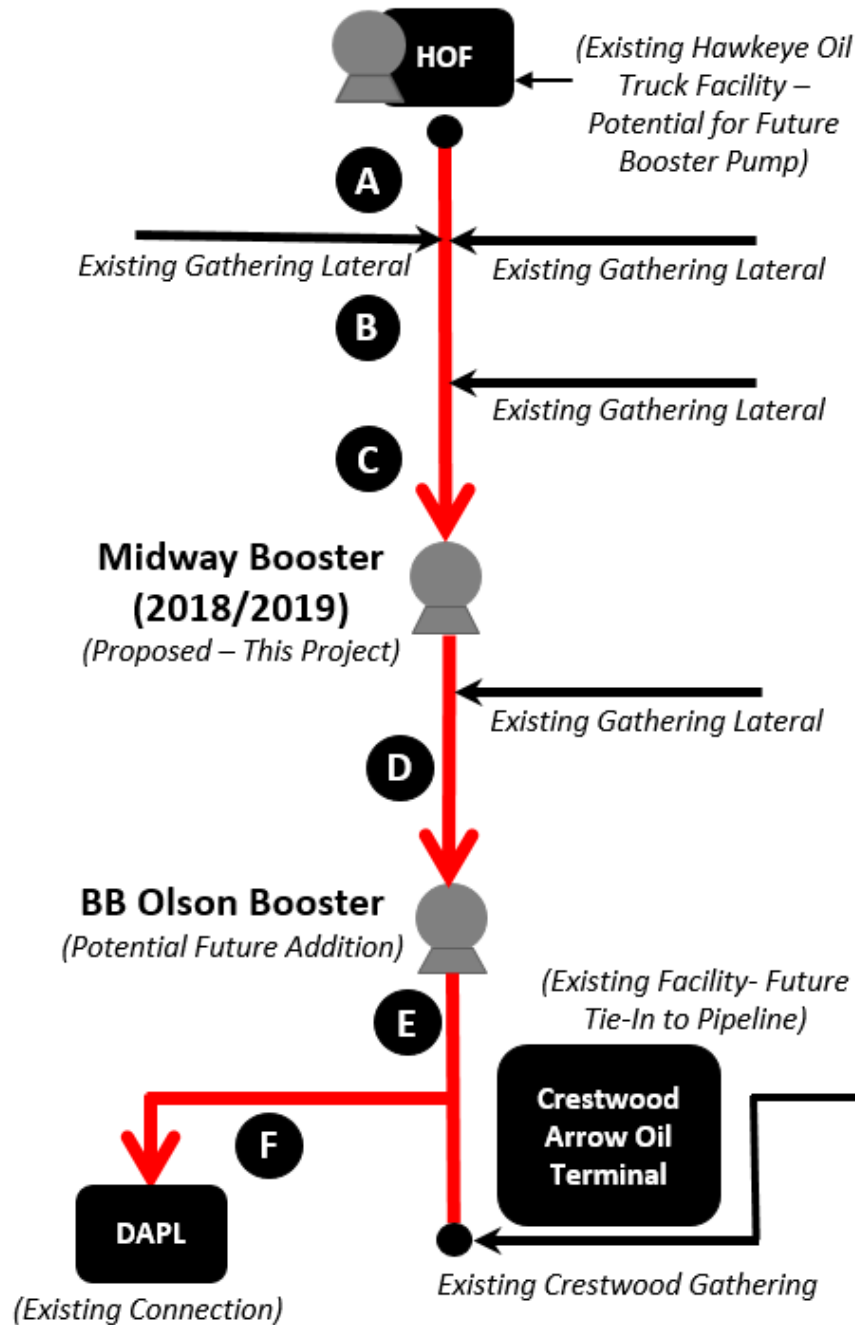 HOF
(Existing Hawkeye Oil
Truck Facility –
Potential for Future
Booster Pump)
A
Existing Gathering Lateral
Existing Gathering Lateral
B
Existing Gathering Lateral
C
Midway Booster
(2018/2019)
(Proposed – This Project)
Existing Gathering Lateral
D
BB Olson Booster
(Potential Future Addition)
(Existing Facility- Future
Tie-In to Pipeline)
E
Crestwood
Arrow Oil
Terminal
F
DAPL
Existing Crestwood Gathering
(Existing Connection)